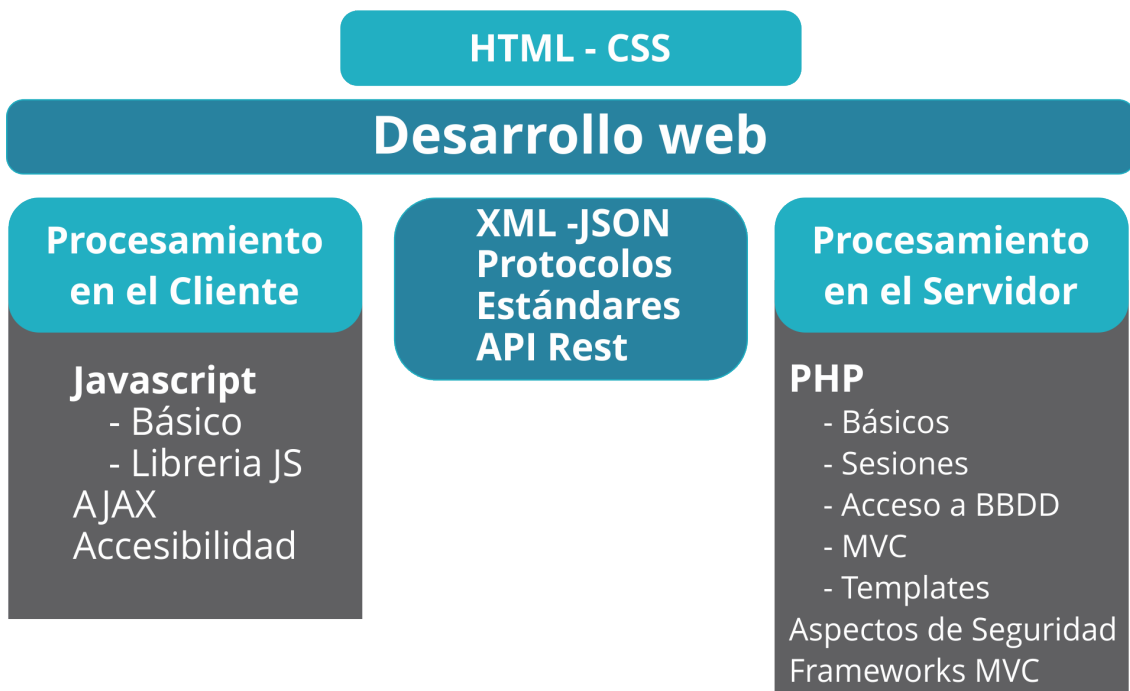 HTML - CSS
Desarrollo web
Procesamiento
en el Cliente
Javascript
- Básico
- Libreria JS
AJAX
Accesibilidad
XML -JSON
Protocolos
Estándares
API Rest
Procesamiento
en el Servidor
PHP
- Básicos
- Sesiones
- Acceso a BBDD
- MVC
- Templates
Aspectos de Seguridad
Frameworks MVC